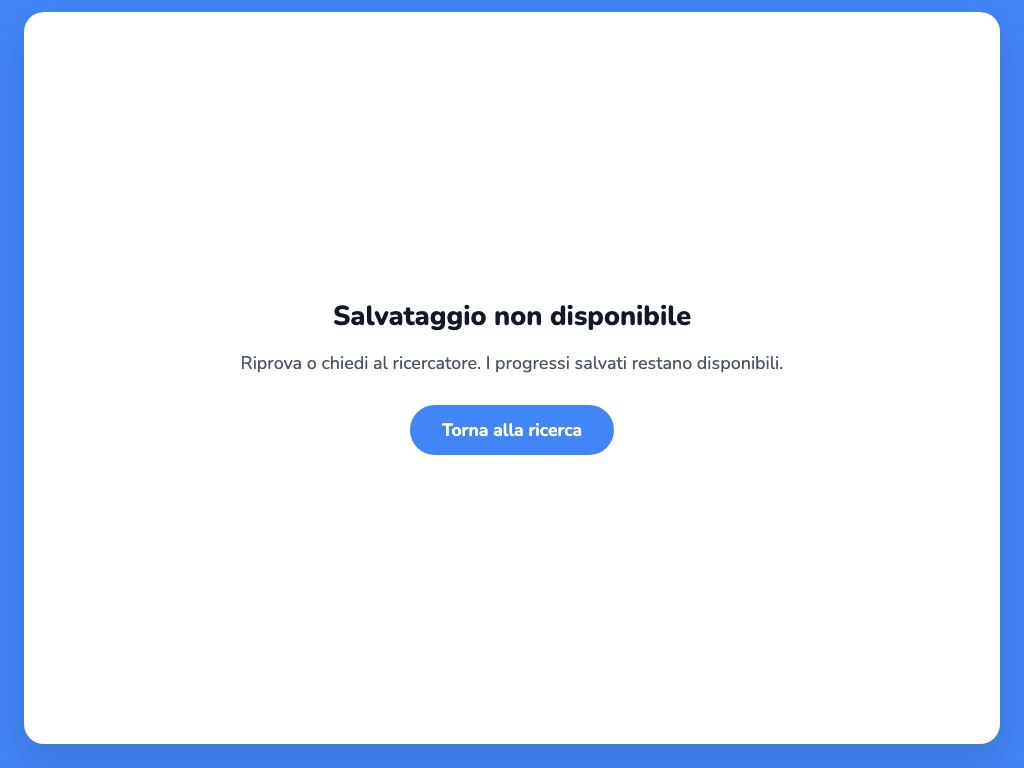 Salvataggio non disponibile
Riprova o chiedi al ricercatore. I progressi salvati restano disponibili.
Torna alla ricerca